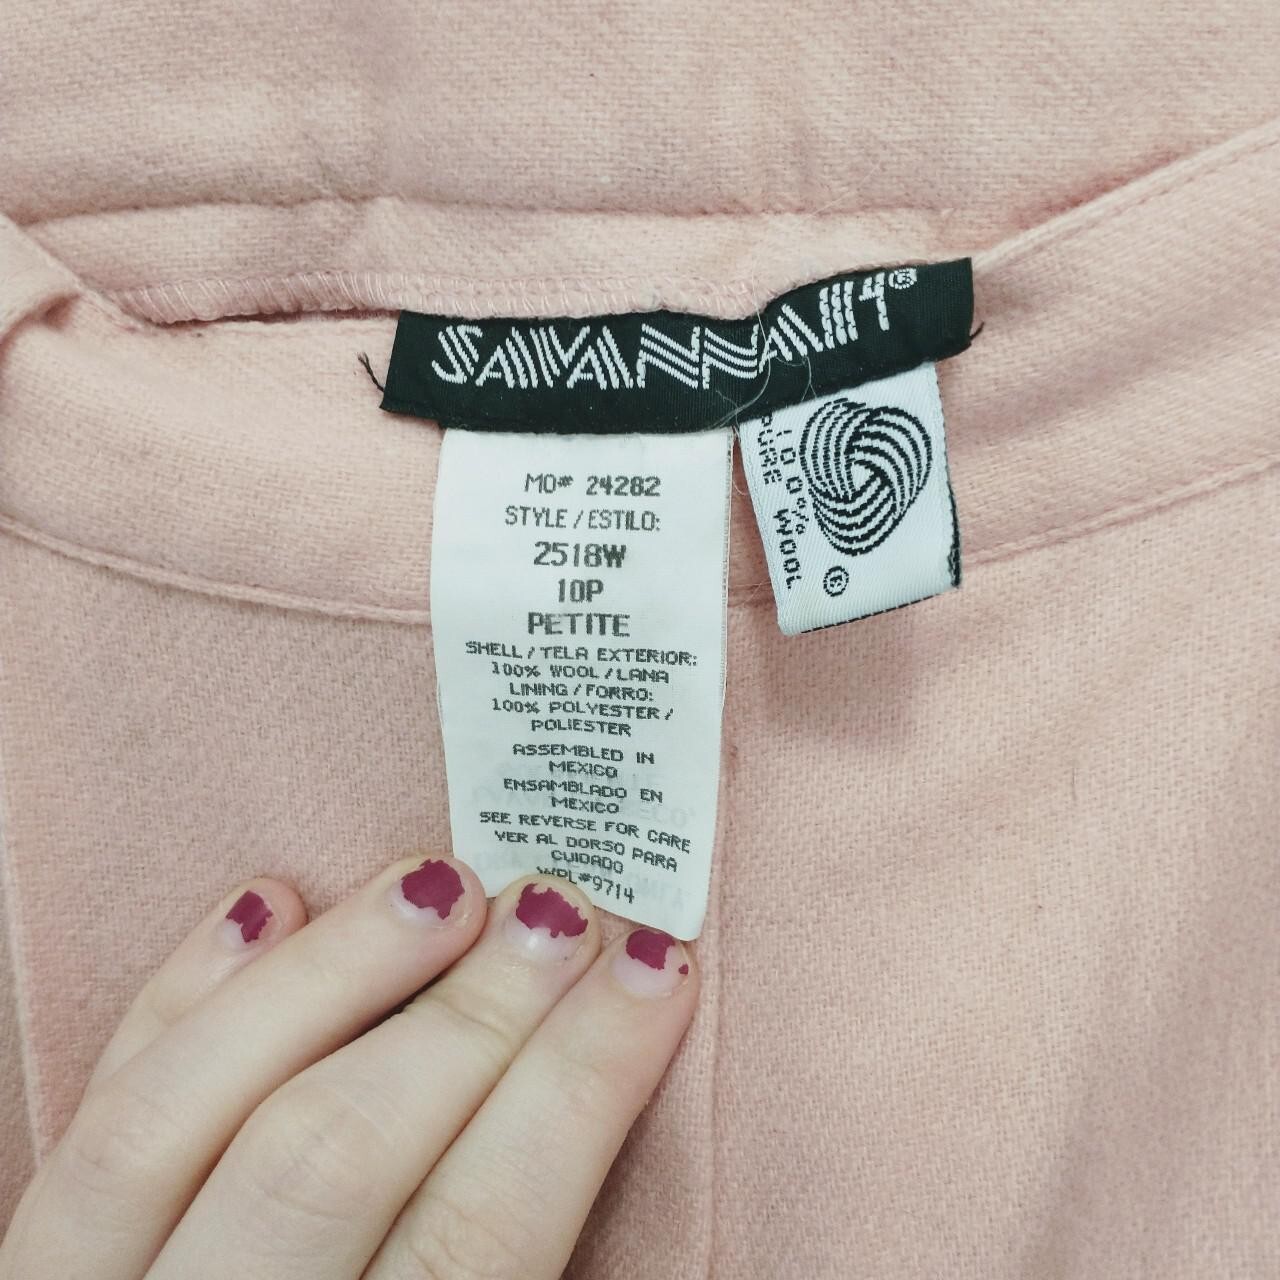 SAVANNAH®
MO# 24282
STYLE / ESTILO:
2518W
10P
PETITE
SHELL / TELA EXTERIOR:
100% WOOL / LANA
LINING / FORRO:
100% POLYESTER /
POLIESTER
ASSEMBLED IN
MEXICO
ENSAMBLADO EN
MEXICO
SEE REVERSE FOR CARE
VER AL DORSO PARA
CUIDADO
WPL#9714
100%
PURE WOOL